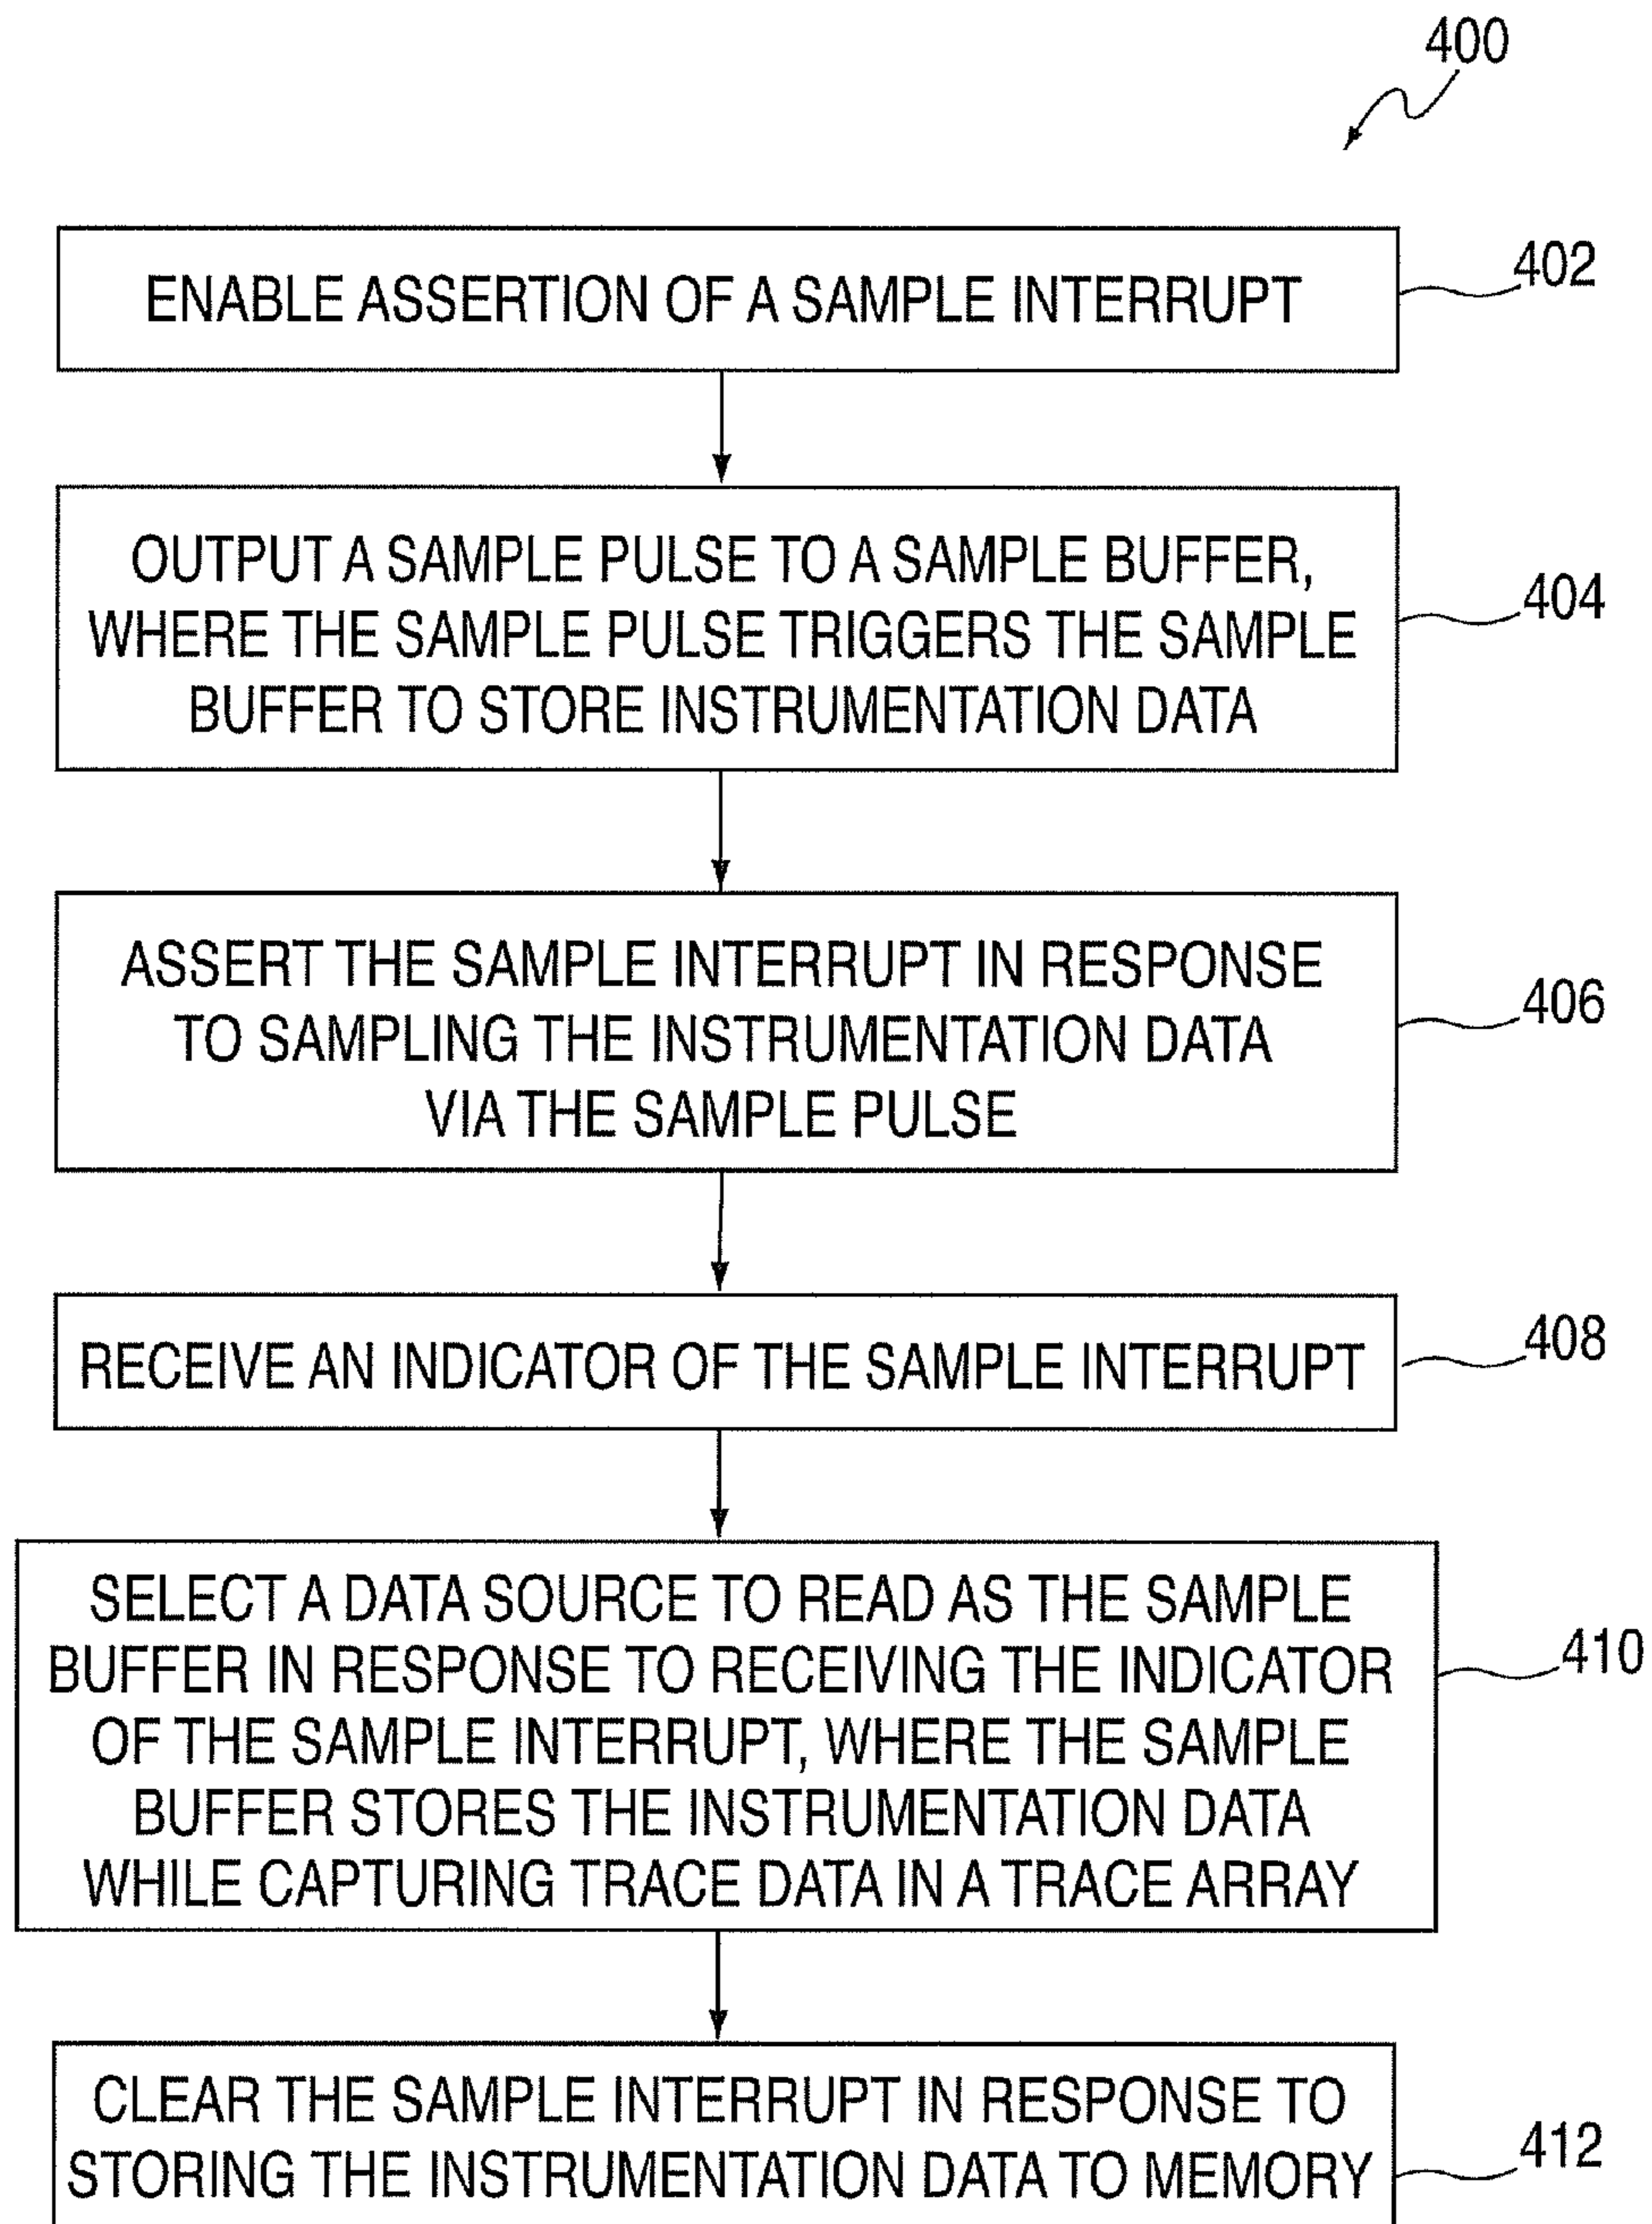 400
ENABLE ASSERTION OF A SAMPLE INTERRUPT
402
OUTPUT A SAMPLE PULSE TO A SAMPLE BUFFER,
WHERE THE SAMPLE PULSE TRIGGERS THE SAMPLE
BUFFER TO STORE INSTRUMENTATION DATA
404
ASSERT THE SAMPLE INTERRUPT IN RESPONSE
TO SAMPLING THE INSTRUMENTATION DATA
VIA THE SAMPLE PULSE
406
RECEIVE AN INDICATOR OF THE SAMPLE INTERRUPT
408
SELECT A DATA SOURCE TO READ AS THE SAMPLE
BUFFER IN RESPONSE TO RECEIVING THE INDICATOR
OF THE SAMPLE INTERRUPT, WHERE THE SAMPLE
BUFFER STORES THE INSTRUMENTATION DATA
WHILE CAPTURING TRACE DATA IN A TRACE ARRAY
410
CLEAR THE SAMPLE INTERRUPT IN RESPONSE TO
STORING THE INSTRUMENTATION DATA TO MEMORY
412